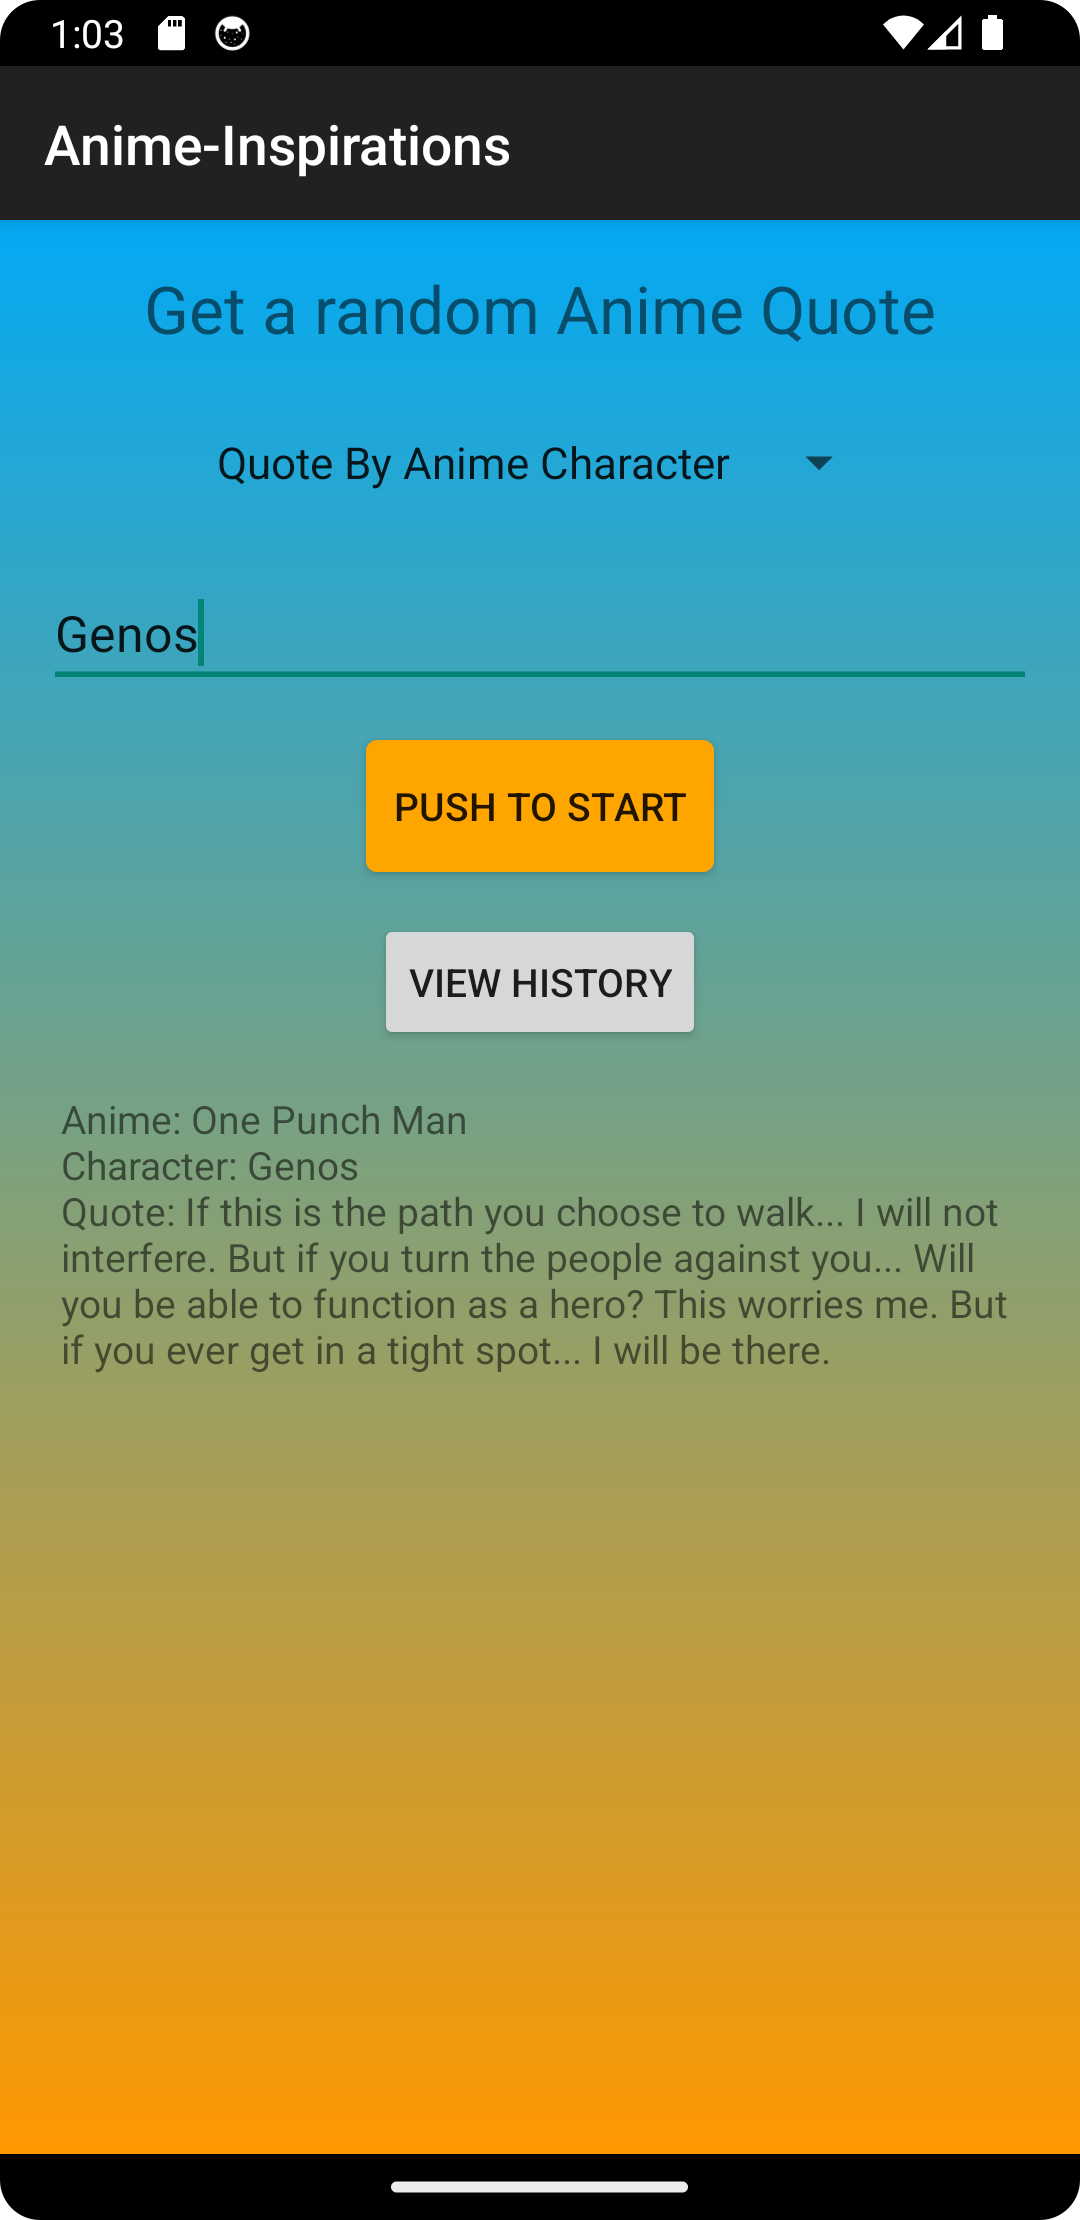 1:03
Anime-Inspirations
Get a random Anime Quote
Quote By Anime Character
Genos
PUSH TO START
VIEW HISTORY
Anime: One Punch Man
Character: Genos
Quote: If this is the path you choose to walk... I will not
interfere. But if you turn the people against you... Will
you be able to function as a hero? This worries me. But
if you ever get in a tight spot... I will be there.